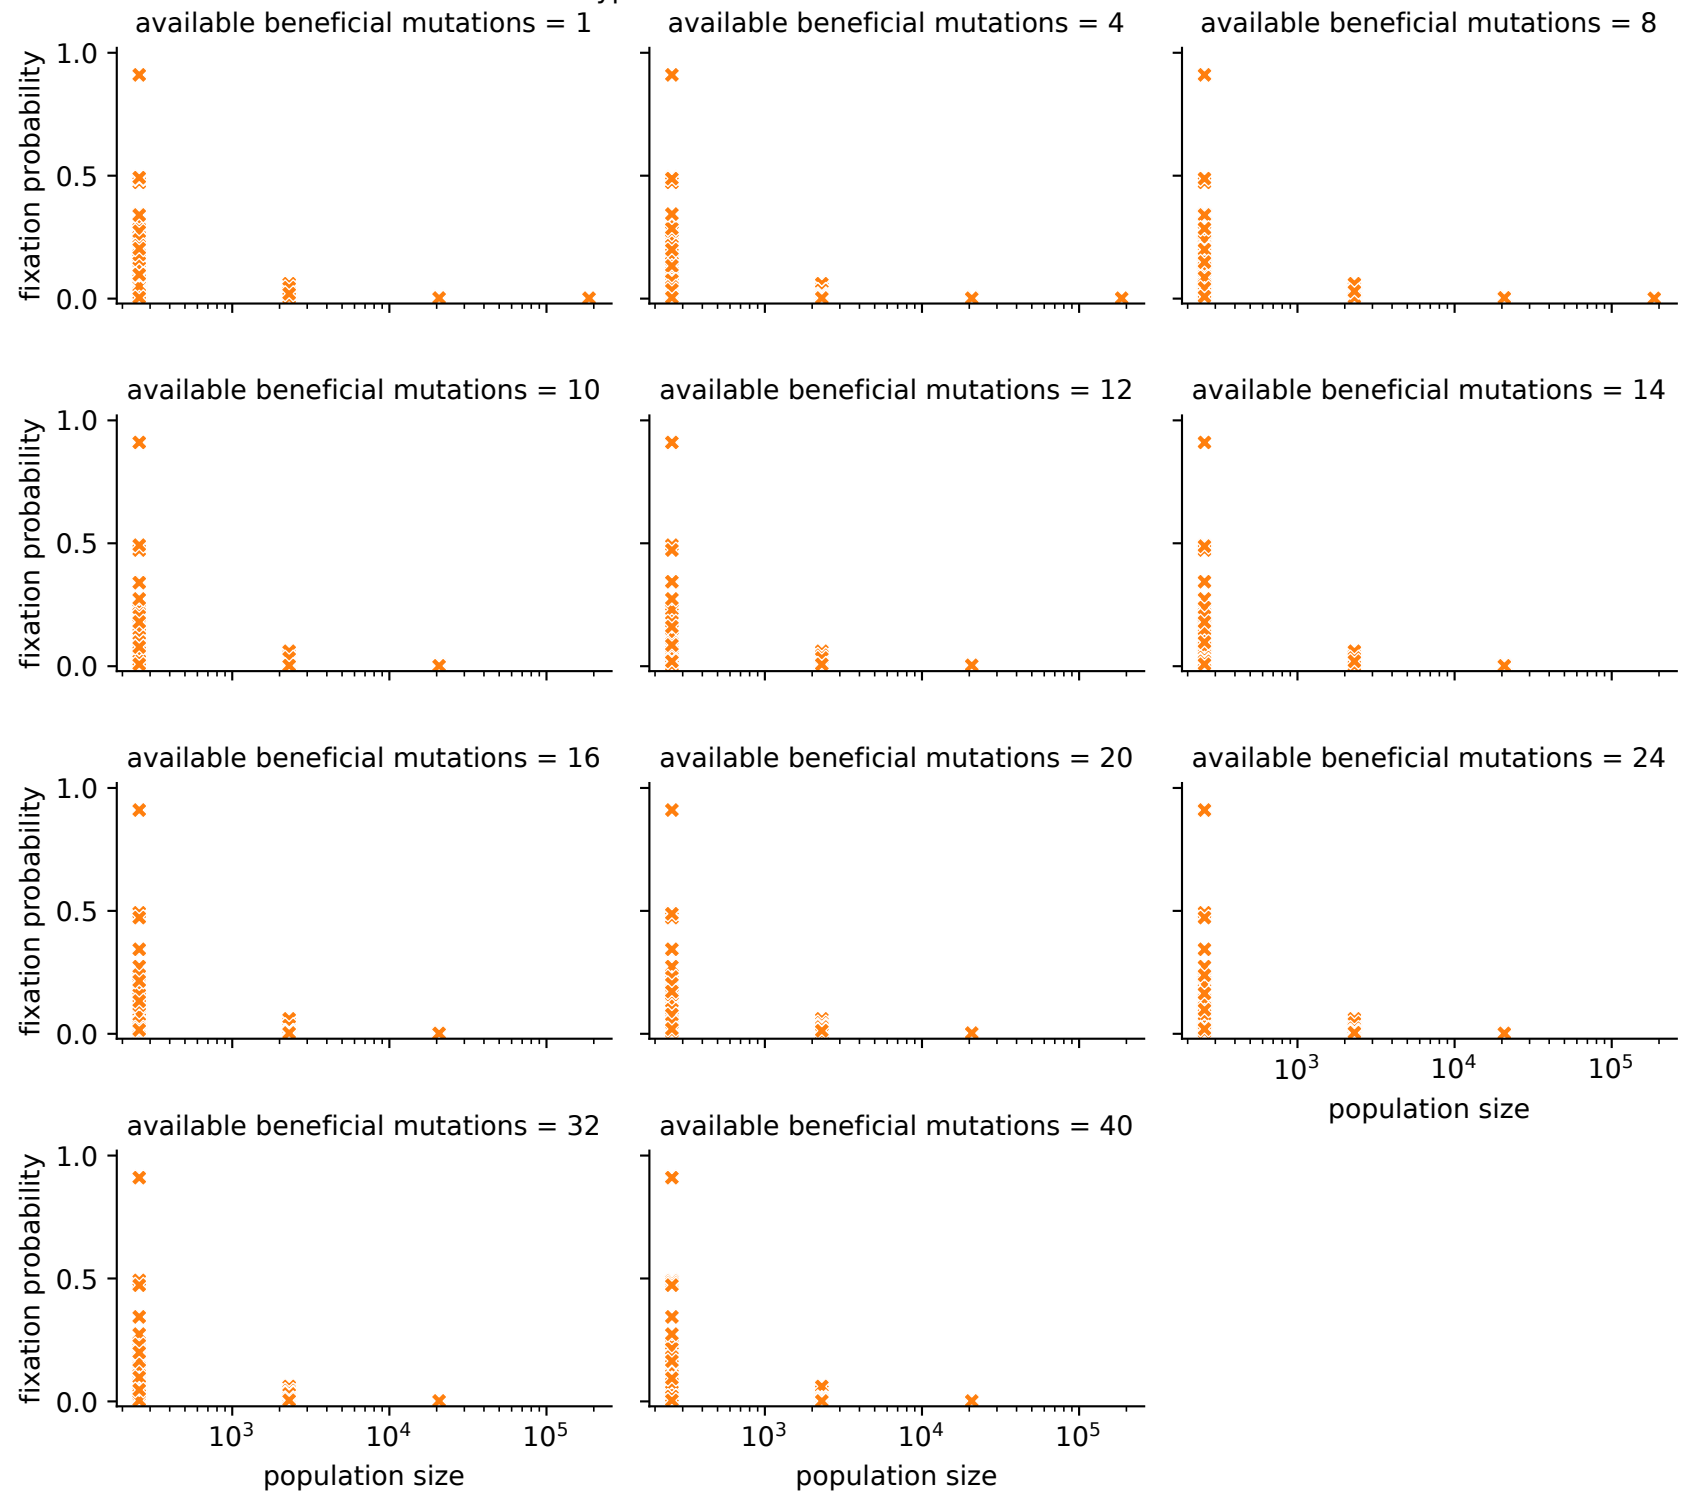 available beneficial mutations = 1
available beneficial mutations = 4
available beneficial mutations = 8
fixation probability
1.0
0.5
0.0
available beneficial mutations = 10
available beneficial mutations = 12
available beneficial mutations = 14
fixation probability
1.0
0.5
0.0
available beneficial mutations = 16
available beneficial mutations = 20
available beneficial mutations = 24
fixation probability
1.0
0.5
0.0
10³ 10⁴ 10⁵
population size
available beneficial mutations = 32
available beneficial mutations = 40
fixation probability
1.0
0.5
0.0
10³ 10⁴ 10⁵
10³ 10⁴ 10⁵
population size
population size